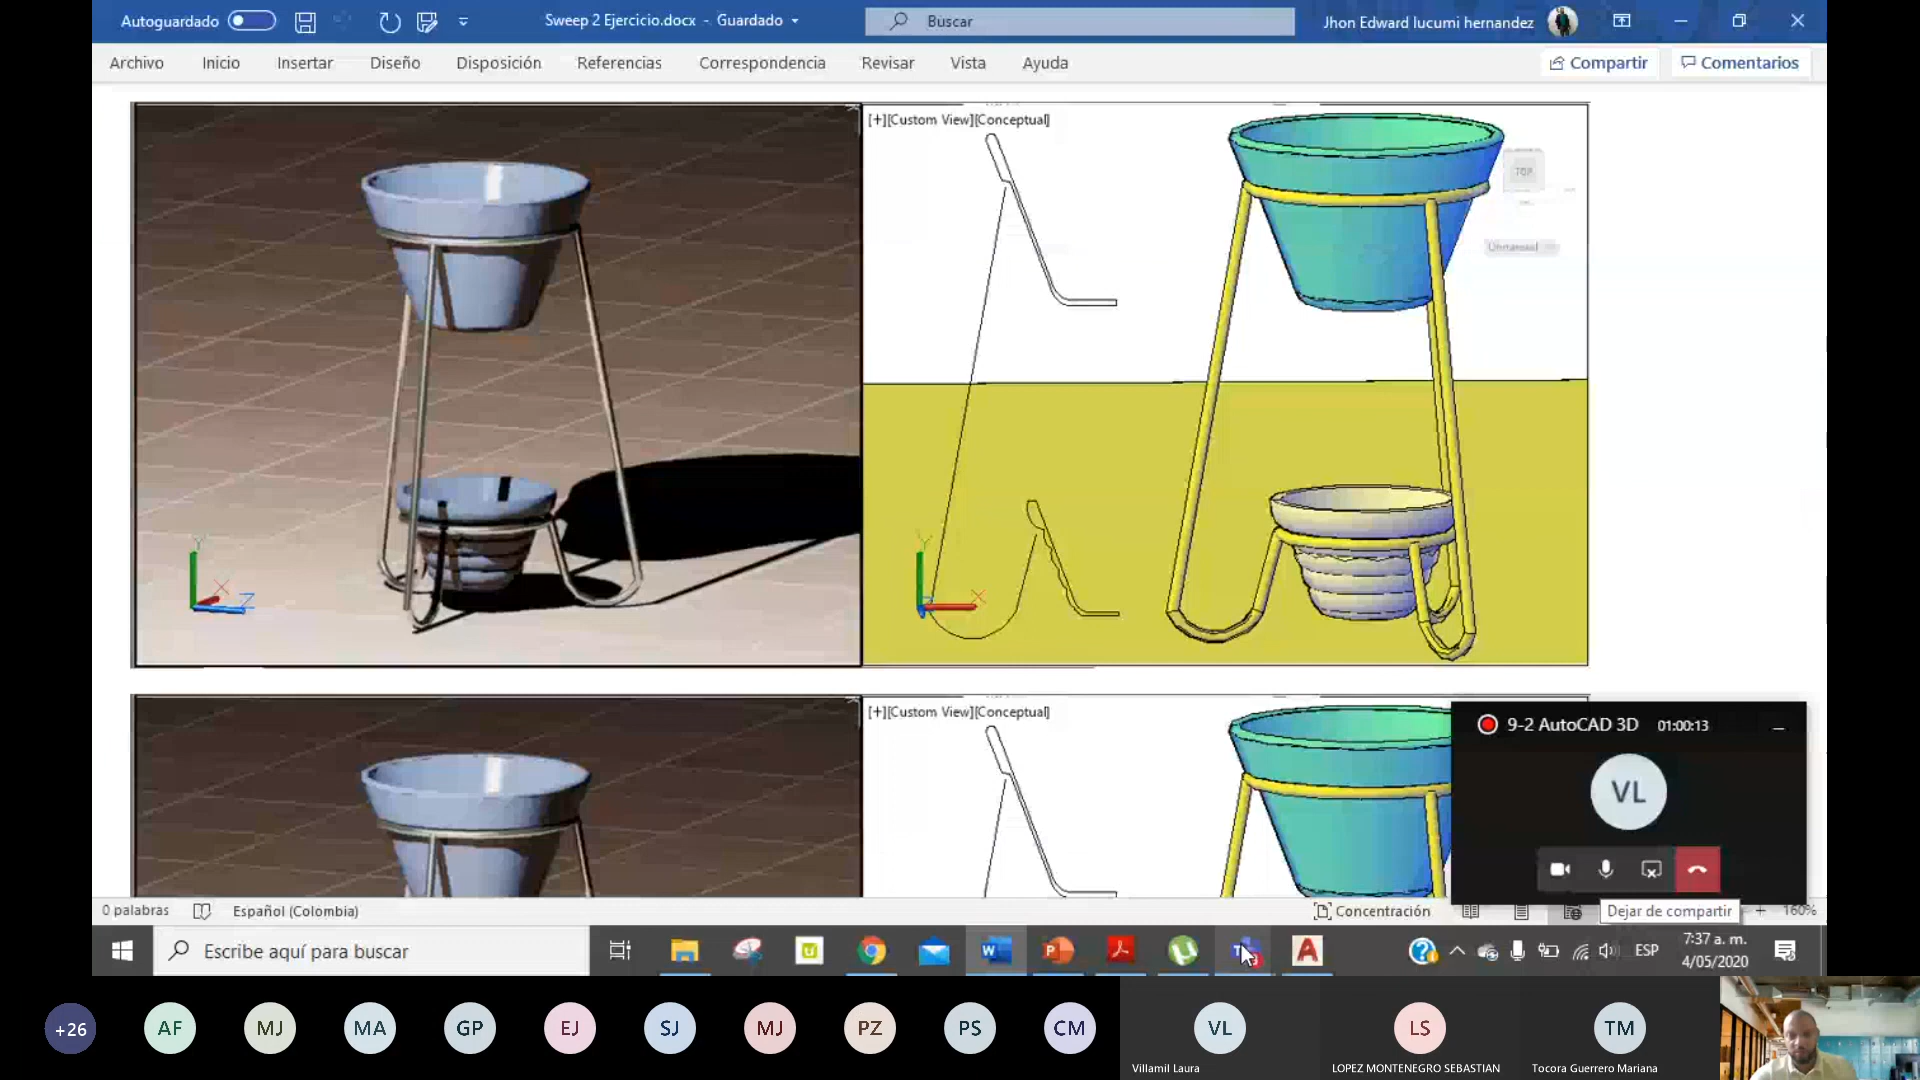 Autoguardado
Sweep 2 Ejercicio.docx - Guardado
Buscar
Jhon Edward lucumi hernandez
Archivo Inicio Insertar Diseño Disposición Referencias Correspondencia Revisar Vista Ayuda
Compartir Comentarios
[+][Custom View][Conceptual]
TOP
Unnamed
Y
X
Z
Y
X
[+][Custom View][Conceptual]
9-2 AutoCAD 3D 01:00:13
VL
0 palabras Español (Colombia)
Concentración
Dejar de compartir
160%
Escribe aquí para buscar
ESP
7:37 a. m.
4/05/2020
+26 AF MJ MA GP EJ SJ MJ PZ PS CM VL LS TM
Villamil Laura
LOPEZ MONTENEGRO SEBASTIAN
Tocora Guerrero Mariana